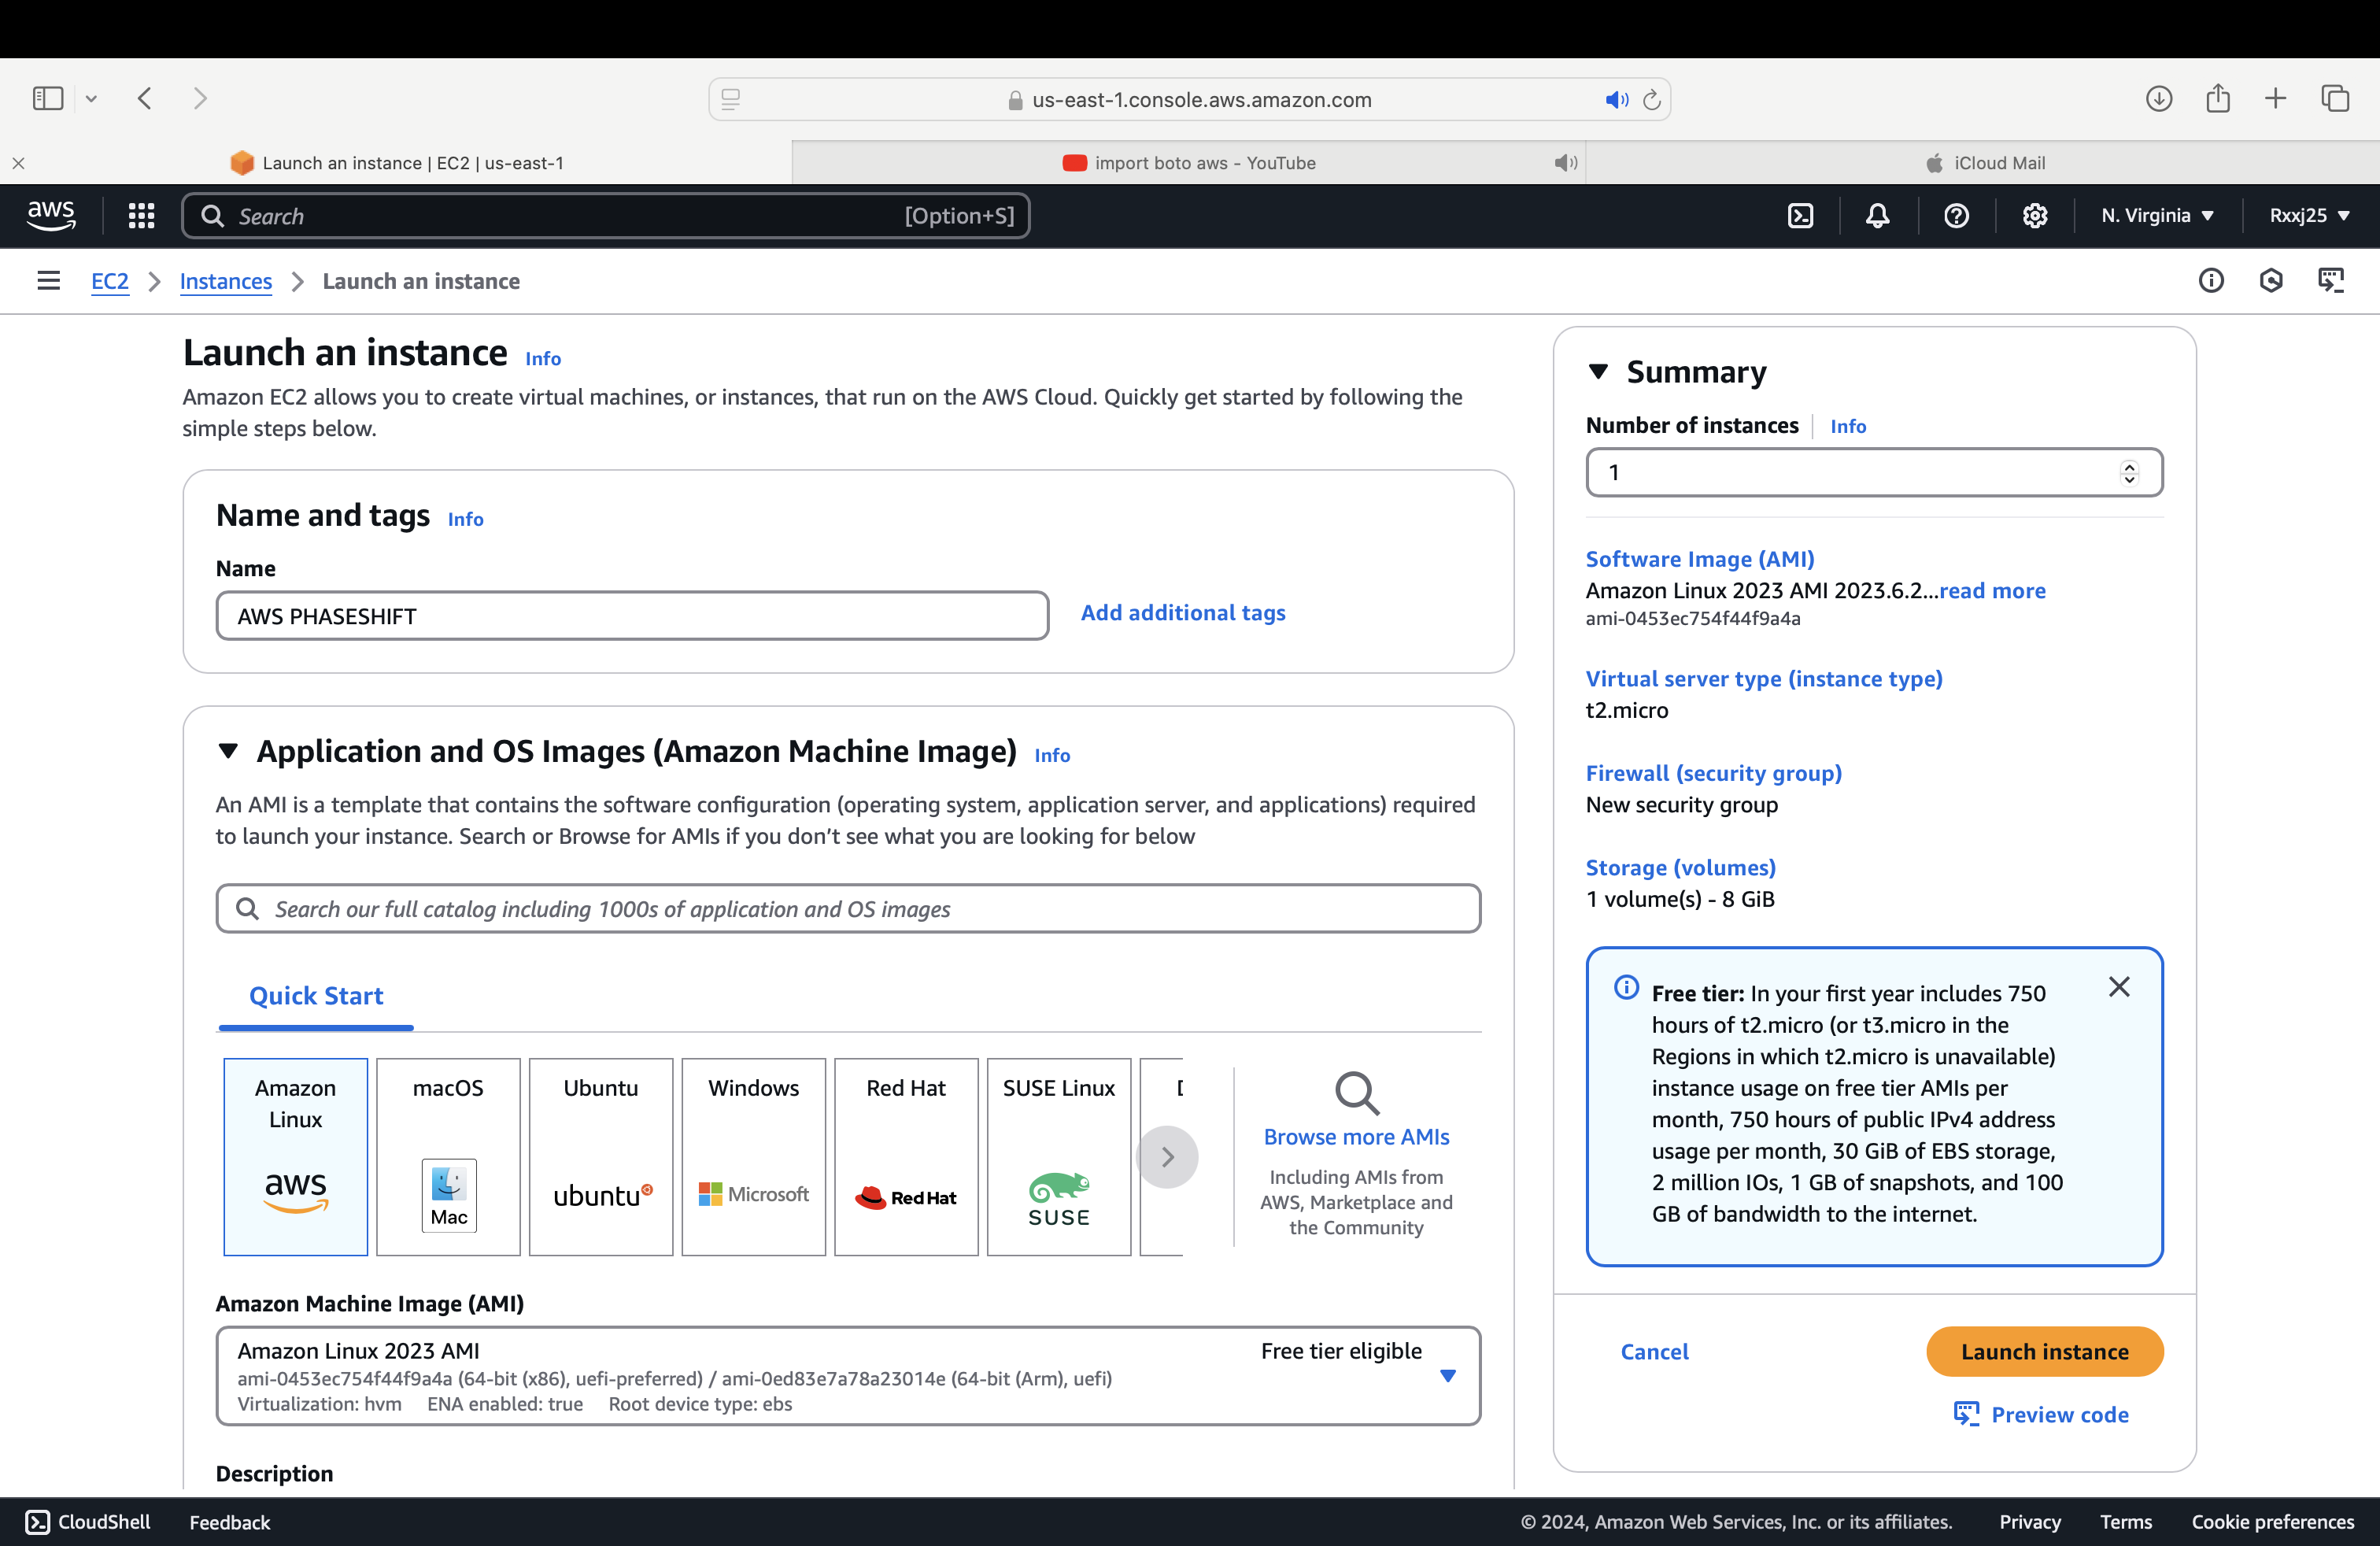 us-east-1.console.aws.amazon.com
Launch an instance | EC2 | us-east-1
import boto aws - YouTube
iCloud Mail
aws
Search
[Option+S]
N. Virginia
Rxxj25
EC2
Instances
Launch an instance
Launch an instance Info
Amazon EC2 allows you to create virtual machines, or instances, that run on the AWS Cloud. Quickly get started by following the
simple steps below.
Name and tags Info
Name
AWS PHASESHIFT
Add additional tags
Application and OS Images (Amazon Machine Image) Info
An AMI is a template that contains the software configuration (operating system, application server, and applications) required
to launch your instance. Search or Browse for AMIs if you don’t see what you are looking for below
Search our full catalog including 1000s of application and OS images
Quick Start
Amazon
Linux
aws
macOS
Mac
Ubuntu
ubuntu
Windows
Microsoft
Red Hat
Red Hat
SUSE Linux
SUSE
Browse more AMIs
Including AMIs from
AWS, Marketplace and
the Community
Amazon Machine Image (AMI)
Amazon Linux 2023 AMI
Free tier eligible
ami-0453ec754f44f9a4a (64-bit (x86), uefi-preferred) / ami-0ed83e7a78a23014e (64-bit (Arm), uefi)
Virtualization: hvm ENA enabled: true Root device type: ebs
Description
Summary
Number of instances Info
1
Software Image (AMI)
Amazon Linux 2023 AMI 2023.6.2...read more
ami-0453ec754f44f9a4a
Virtual server type (instance type)
t2.micro
Firewall (security group)
New security group
Storage (volumes)
1 volume(s) - 8 GiB
Free tier: In your first year includes 750
hours of t2.micro (or t3.micro in the
Regions in which t2.micro is unavailable)
instance usage on free tier AMIs per
month, 750 hours of public IPv4 address
usage per month, 30 GiB of EBS storage,
2 million IOs, 1 GB of snapshots, and 100
GB of bandwidth to the internet.
Cancel
Launch instance
Preview code
CloudShell
Feedback
© 2024, Amazon Web Services, Inc. or its affiliates.
Privacy
Terms
Cookie preferences